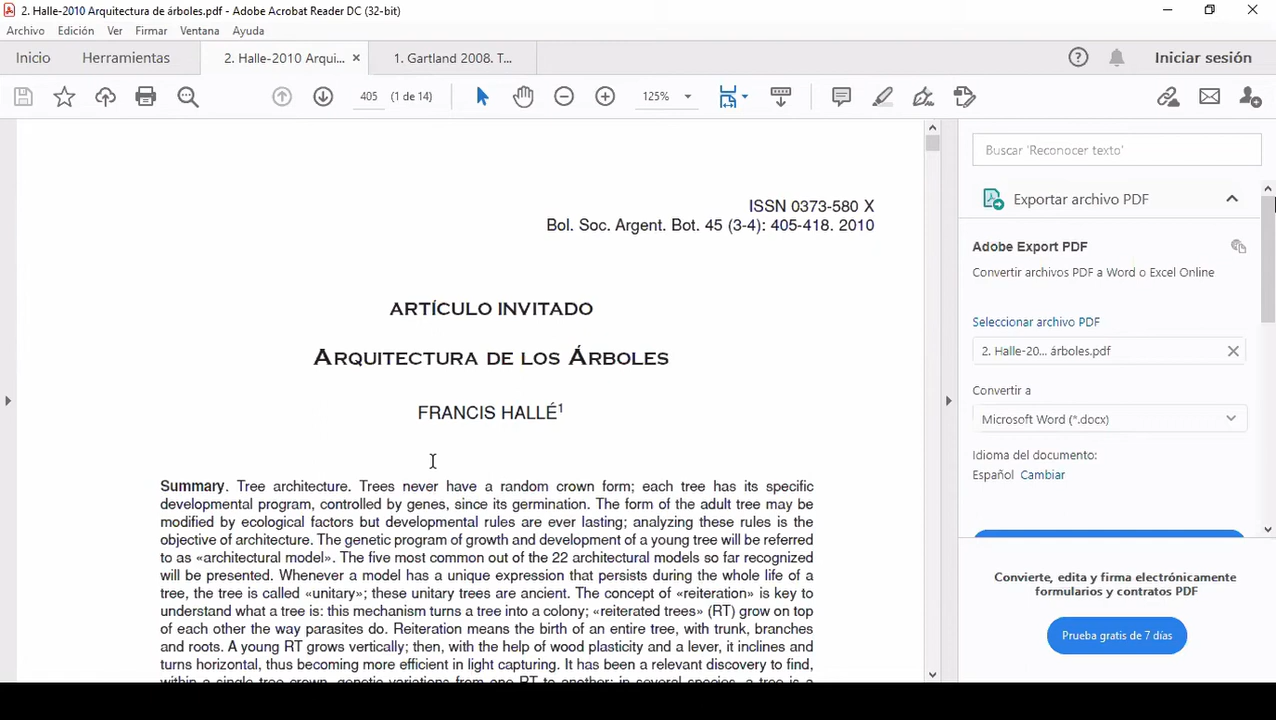 2. Halle-2010 Arquitectura de árboles.pdf - Adobe Acrobat Reader DC (32-bit)
Archivo Edición Ver Firmar Ventana Ayuda
Inicio Herramientas 2. Halle-2010 Arqui... × 1. Gartland 2008. T... Iniciar sesión
405 (1 de 14) 125%
ISSN 0373-580 X
Bol. Soc. Argent. Bot. 45 (3-4): 405-418. 2010
ARTÍCULO INVITADO
ARQUITECTURA DE LOS ÁRBOLES
FRANCIS HALLÉ1
Summary. Tree architecture. Trees never have a random crown form; each tree has its specific
developmental program, controlled by genes, since its germination. The form of the adult tree may be
modified by ecological factors but developmental rules are ever lasting; analyzing these rules is the
objective of architecture. The genetic program of growth and development of a young tree will be referred
to as «architectural model». The five most common out of the 22 architectural models so far recognized
will be presented. Whenever a model has a unique expression that persists during the whole life of a
tree, the tree is called «unitary»; these unitary trees are ancient. The concept of «reiteration» is key to
understand what a tree is: this mechanism turns a tree into a colony; «reiterated trees» (RT) grow on top
of each other the way parasites do. Reiteration means the birth of an entire tree, with trunk, branches
and roots. A young RT grows vertically; then, with the help of wood plasticity and a lever, it inclines and
turns horizontal, thus becoming more efficient in light capturing. It has been a relevant discovery to find,
within a single tree crown, genetic variations from one RT to another; in several species, a tree is a
Buscar 'Reconocer texto'
Exportar archivo PDF
Adobe Export PDF
Convertir archivos PDF a Word o Excel Online
Seleccionar archivo PDF
2. Halle-20... árboles.pdf
Convertir a
Microsoft Word (*.docx)
Idioma del documento:
Español Cambiar
Convierte, edita y firma electrónicamente
formularios y contratos PDF
Prueba gratis de 7 días